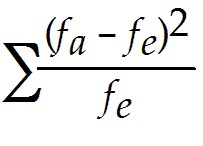 ∑ (fₐ − fₑ)² / fₑ